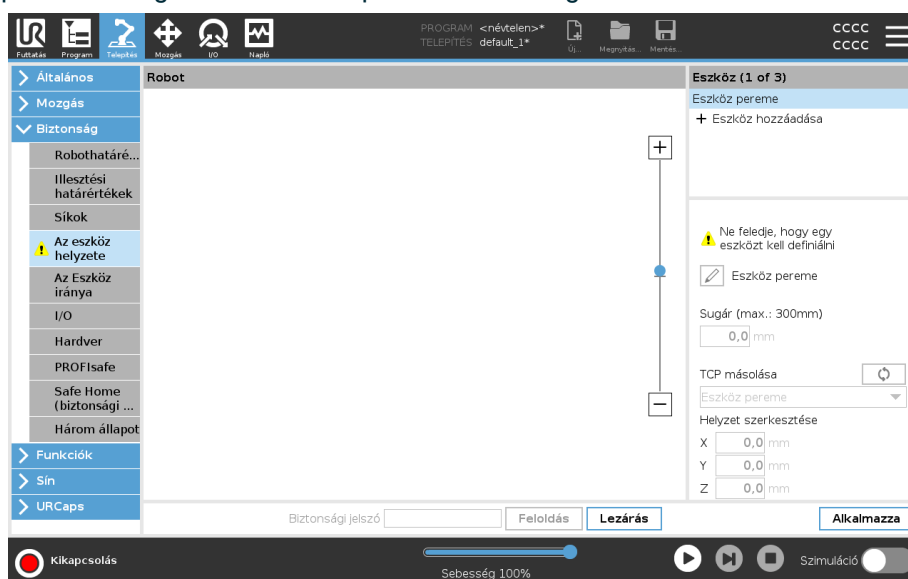 PROGRAM <névtelen>*
TELEPÍTÉS default_1*
cccc
cccc
Futtatás Program Telepítés Mozgás I/O Napló Új... Megnyitás... Mentés...
Általános
Mozgás
Biztonság
Robothatáré...
Illesztési
határértékek
Síkok
Az eszköz
helyzete
Az Eszköz
iránya
I/O
Hardver
PROFIsafe
Safe Home
(biztonsági ...
Három állapot
Funkciók
Sín
URCaps
Robot
Eszköz (1 of 3)
Eszköz pereme
+ Eszköz hozzáadása
Ne feledje, hogy egy
eszközt kell definiálni
Eszköz pereme
Sugár (max.: 300mm)
0,0 mm
TCP másolása
Eszköz pereme
Helyzet szerkesztése
X 0,0 mm
Y 0,0 mm
Z 0,0 mm
Biztonsági jelszó Feloldás Lezárás Alkalmazza
Kikapcsolás
Sebesség 100%
Szimuláció